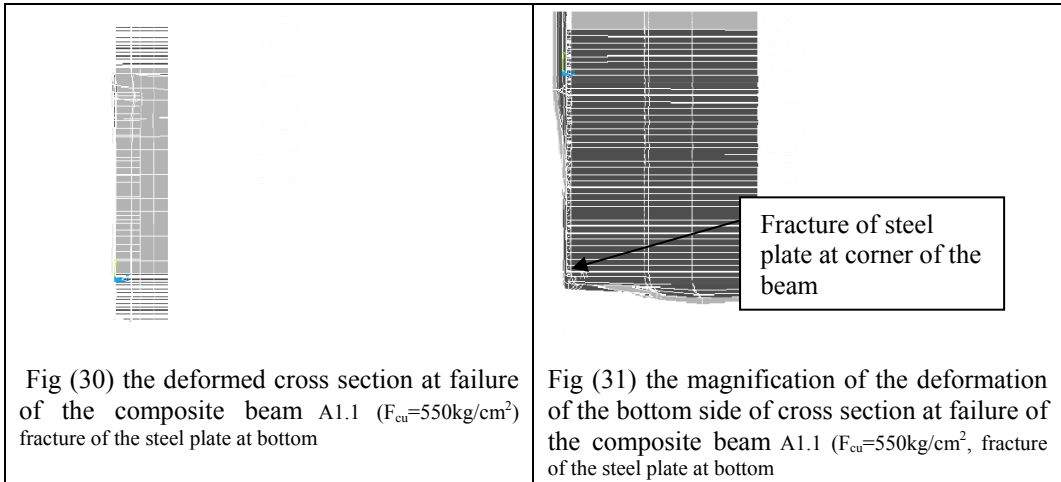 Fracture of steel
plate at corner of the
beam
Fig (30) the deformed cross section at failure
of the composite beam A1.1 (Fcu=550kg/cm²)
fracture of the steel plate at bottom
Fig (31) the magnification of the deformation
of the bottom side of cross section at failure of
the composite beam A1.1 (Fcu=550kg/cm², fracture
of the steel plate at bottom